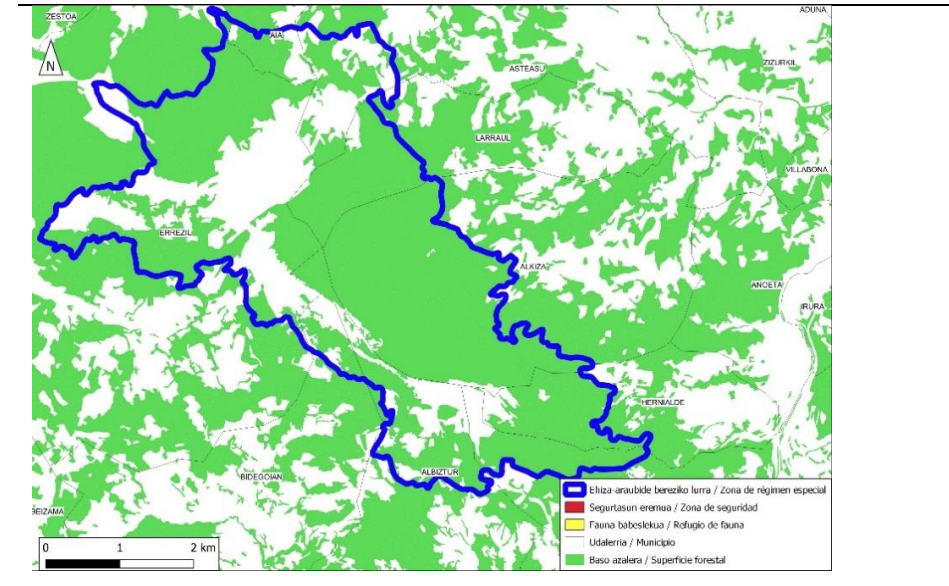 ZESTOA
ADUNA
AIA
N
ZIZURKIL
ASTEASU
LARRAUL
VILLABONA
ERREZIL
ALKIZA
ANOETA
IRURA
HERNIALDE
BIDEGOIAN
ALBIZTUR
BEIZAMA
Ehiza-araubide bereziko lurra / Zona de régimen especial
Segurtasun eremua / Zona de seguridad
Fauna babeslekua / Refugio de fauna
Udalerria / Municipio
Baso azalera / Superficie forestal
0 1 2 km